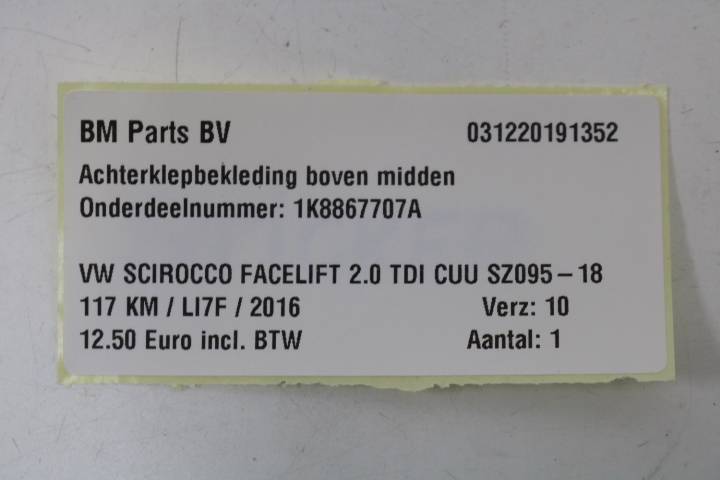 BM Parts BV 031220191352
Achterklepbekleding boven midden
Onderdeelnummer: 1K8867707A
VW SCIROCCO FACELIFT 2.0 TDI CUU SZ095-18
117 KM / LI7F / 2016 Verz: 10
12.50 Euro incl. BTW Aantal: 1